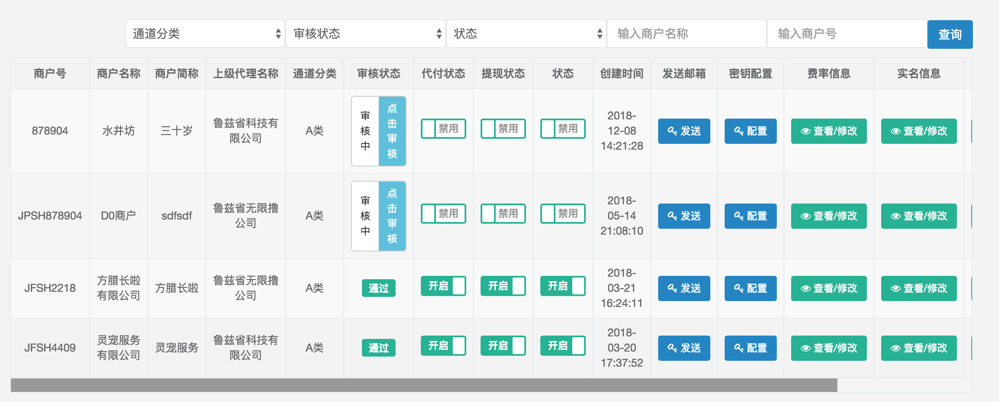 通道分类 审核状态 状态 输入商户名称 输入商户号 查询
商户号 商户名称 商户简称 上级代理名称 通道分类 审核状态 代付状态 提现状态 状态 创建时间 发送邮箱 密钥配置 费率信息 实名信息
878904
水井坊
三十岁
鲁兹省科技有
限公司
A类
审
核
中
点
击
审
核
禁用
禁用
禁用
2018-
12-08
14:21:28
发送
配置
查看/修改
查看/修改
JPSH878904
D0商户
sdfsdf
鲁兹省无限撸
公司
A类
审
核
中
点
击
审
核
禁用
禁用
禁用
2018-
05-14
21:08:10
发送
配置
查看/修改
查看/修改
JFSH2218
方腊长啦
有限公司
方腊长啦
鲁兹省无限撸
公司
A类
通过
开启
开启
开启
2018-
03-21
16:24:11
发送
配置
查看/修改
查看/修改
JFSH4409
灵宠服务
有限公司
灵宠服务
鲁兹省科技有
限公司
A类
通过
开启
开启
开启
2018-
03-20
17:37:52
发送
配置
查看/修改
查看/修改